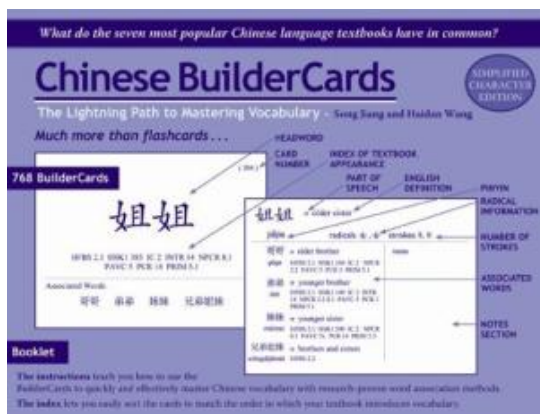 What do the seven most popular Chinese language textbooks have in common?
Chinese BuilderCards
SIMPLIFIED
CHARACTER
EDITION
The Lightning Path to Mastering Vocabulary - Song Jiang and Haidan Wang
Much more than flashcards . . .
HEADWORD
CARD
NUMBER
INDEX OF TEXTBOOK
APPEARANCE
PART OF
SPEECH
ENGLISH
DEFINITION
PINYIN
RADICAL
INFORMATION
NUMBER OF
STROKES
ASSOCIATED
WORDS
NOTES
SECTION
768 BuilderCards
姐姐
Associated Words
哥哥 弟弟 妹妹 兄弟姐妹
姐姐 n elder sister
jiějie radicals strokes 8, 8
哥哥 n elder brother
gēge
弟弟 n younger brother
妹妹 n younger sister
兄弟姐妹 n brothers and sisters
Booklet
The instructions teach you how to use the
BuilderCards to quickly and effectively master Chinese vocabulary with research-proven word association methods.
The index lets you easily sort the cards to match the order in which your textbook introduces vocabulary.